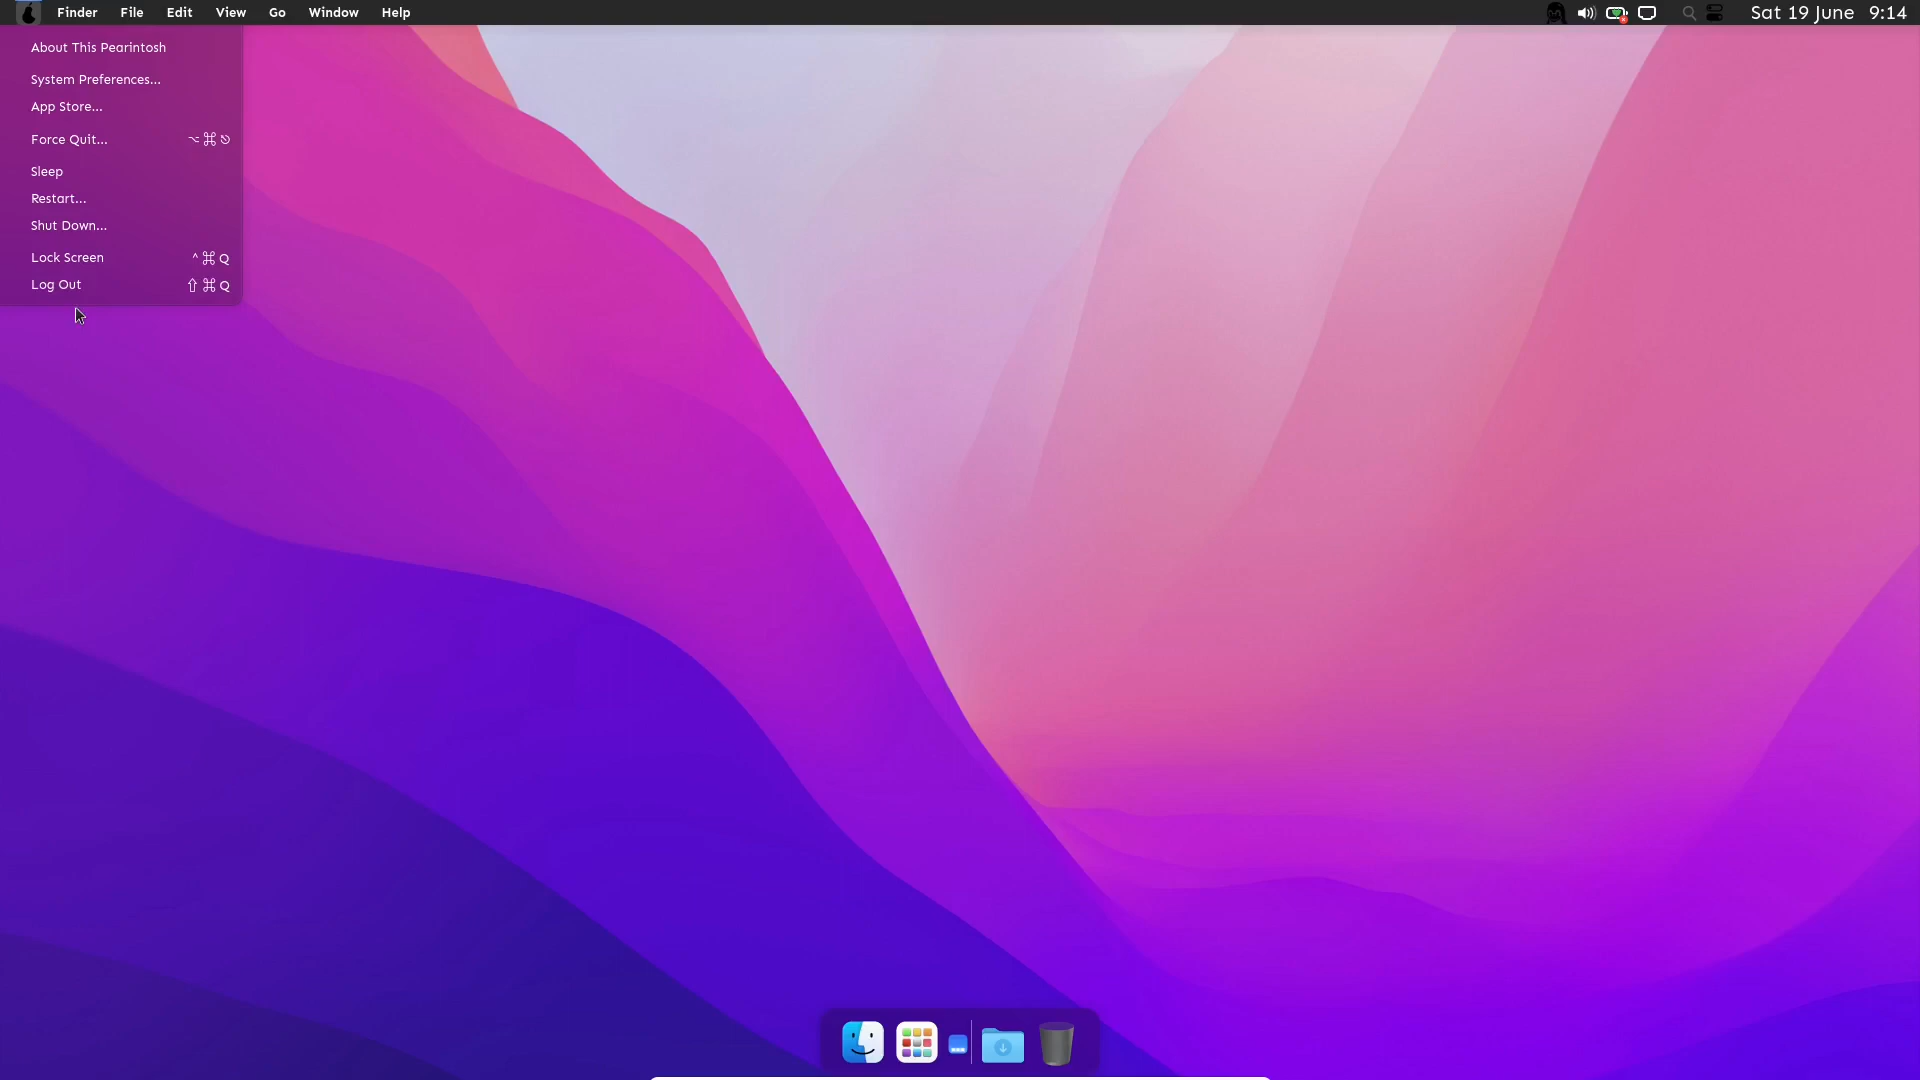 Finder File Edit View Go Window Help Sat 19 June 9:14
About This Pearintosh
System Preferences...
App Store...
Force Quit... ⌥⌘⎋
Sleep
Restart...
Shut Down...
Lock Screen ^⌘Q
Log Out ⇧⌘Q